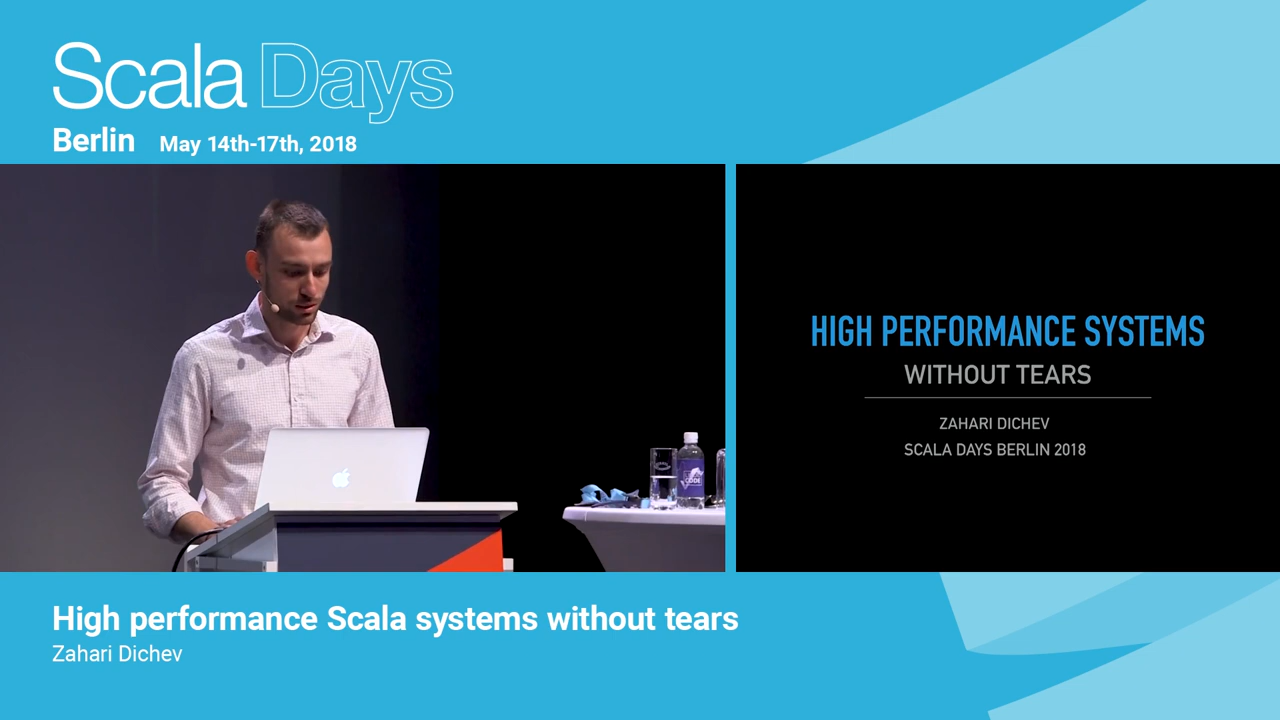 Scala Days
Berlin May 14th-17th, 2018
HIGH PERFORMANCE SYSTEMS
WITHOUT TEARS
ZAHARI DICHEV
SCALA DAYS BERLIN 2018
CODE
High performance Scala systems without tears
Zahari Dichev